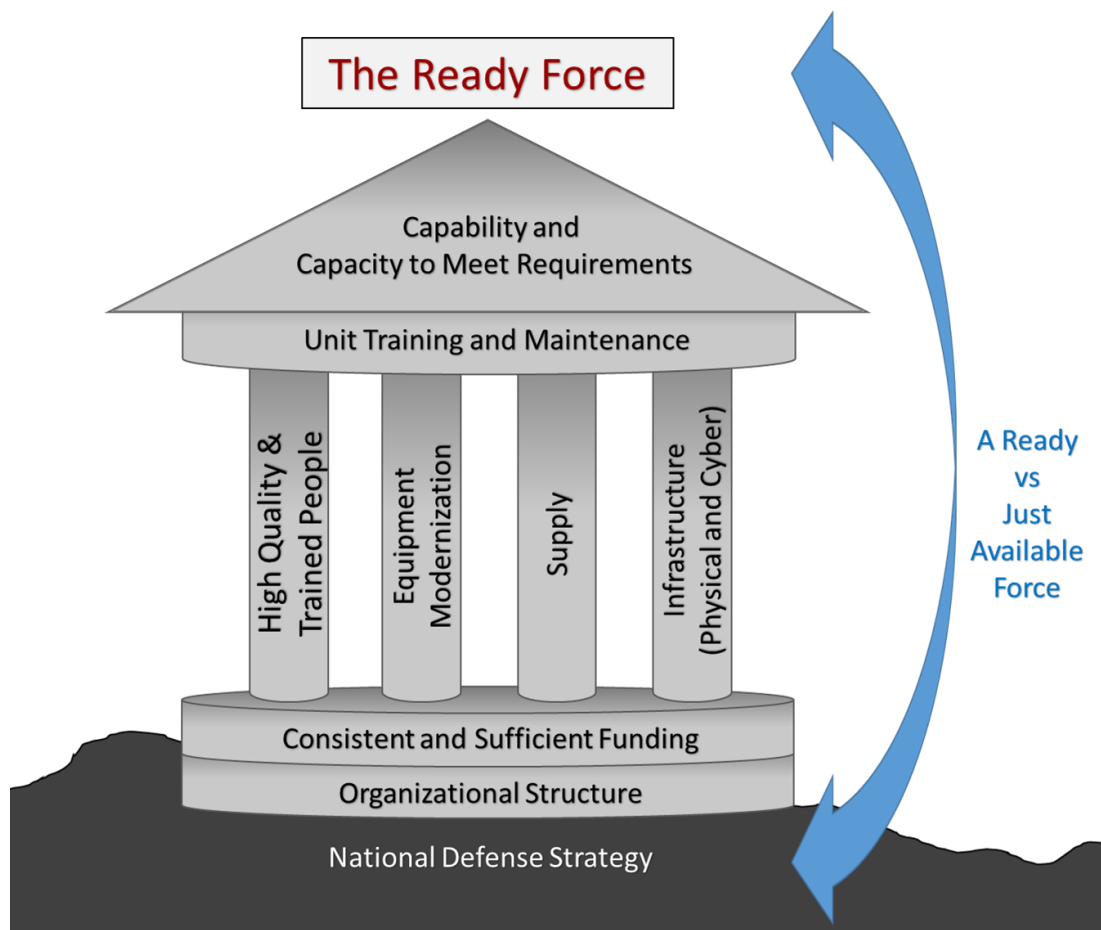 The Ready Force
Capability and
Capacity to Meet Requirements
Unit Training and Maintenance
High Quality &
Trained People
Equipment
Modernization
Supply
Infrastructure
(Physical and Cyber)
A Ready
vs
Just
Available
Force
Consistent and Sufficient Funding
Organizational Structure
National Defense Strategy